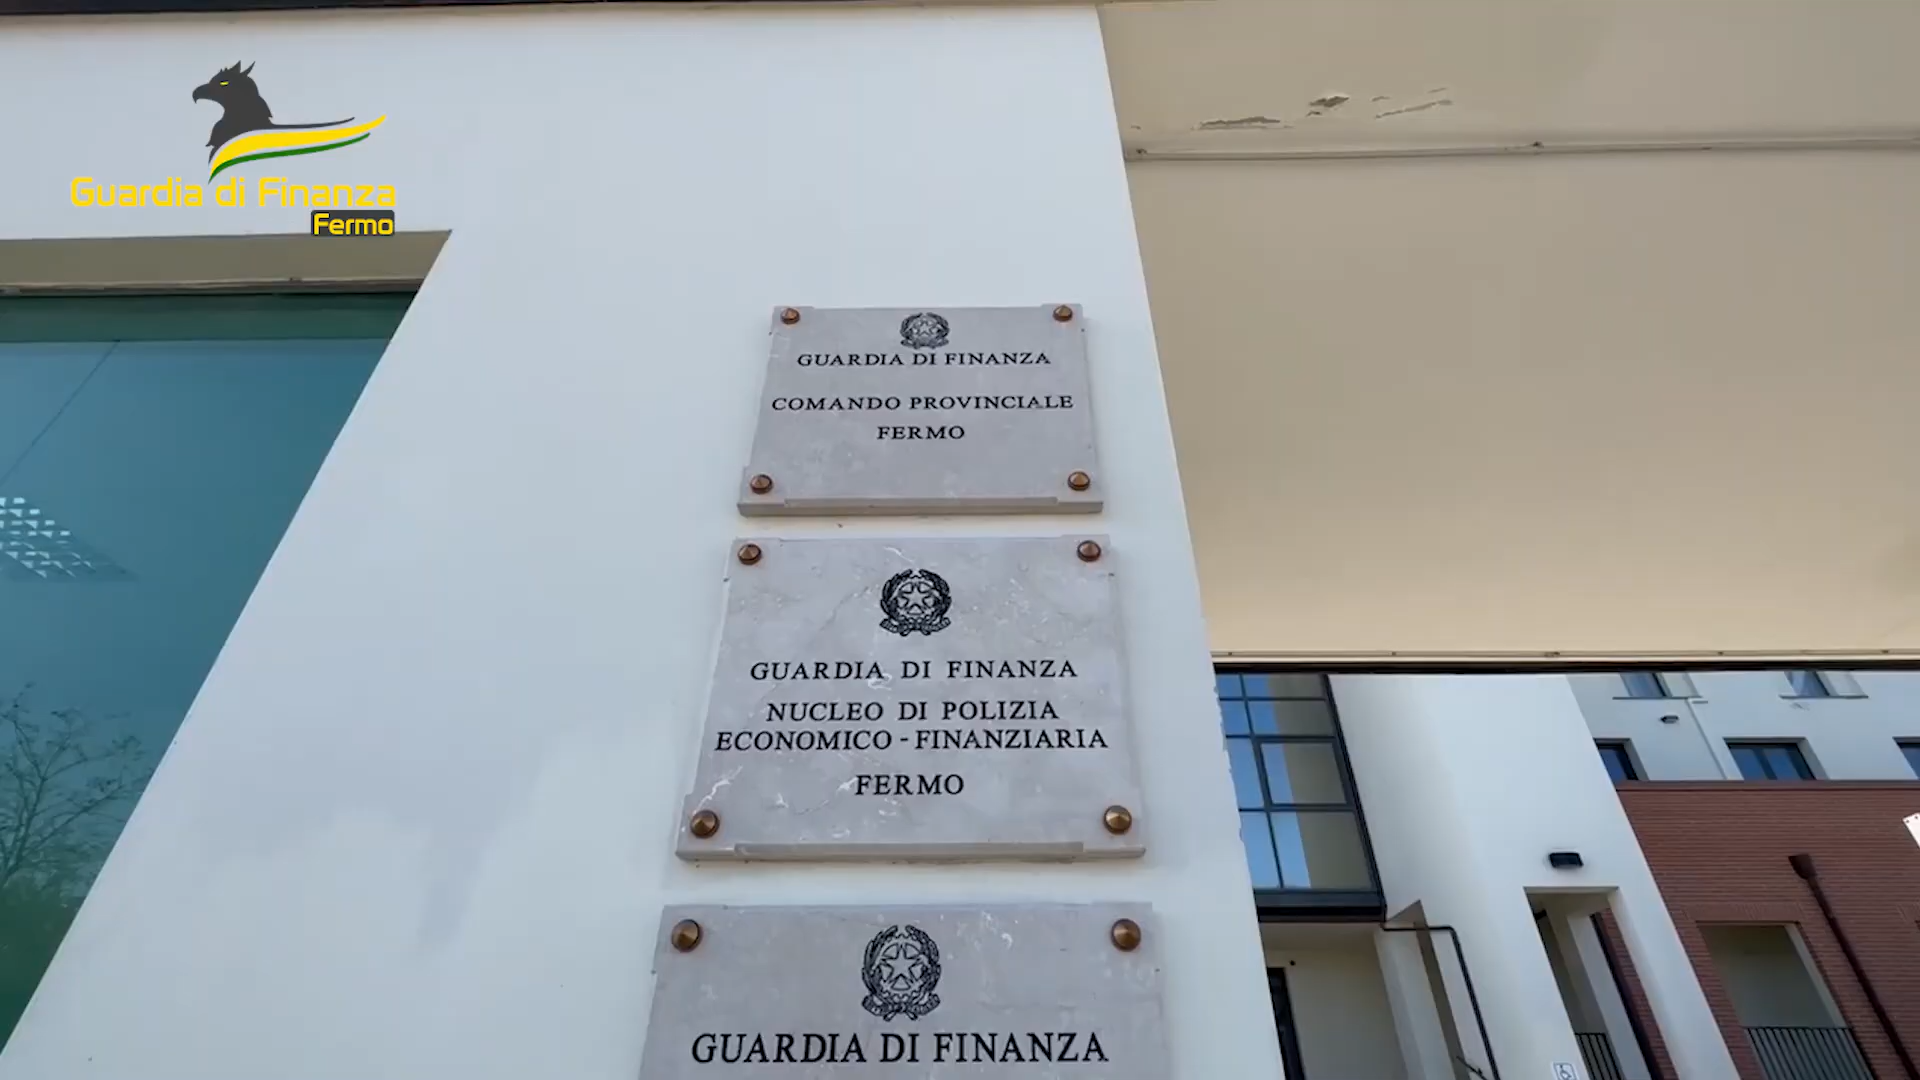 Guardia di Finanza
Fermo
GUARDIA DI FINANZA
COMANDO PROVINCIALE
FERMO
GUARDIA DI FINANZA
NUCLEO DI POLIZIA
ECONOMICO - FINANZIARIA
FERMO
GUARDIA DI FINANZA